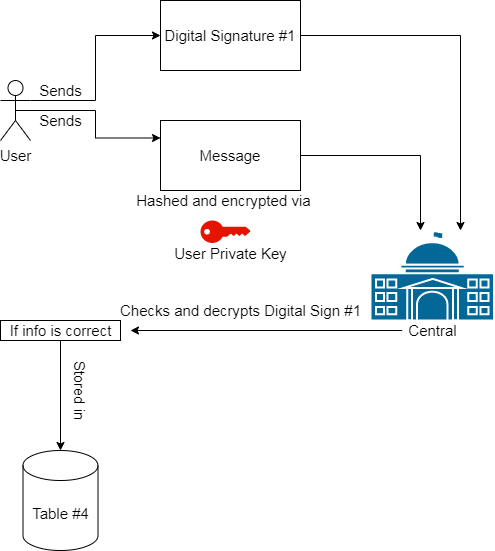 Digital Signature #1
Sends
Sends
User
Message
Hashed and encrypted via
User Private Key
Central
Checks and decrypts Digital Sign #1
If info is correct
Stored in
Table #4